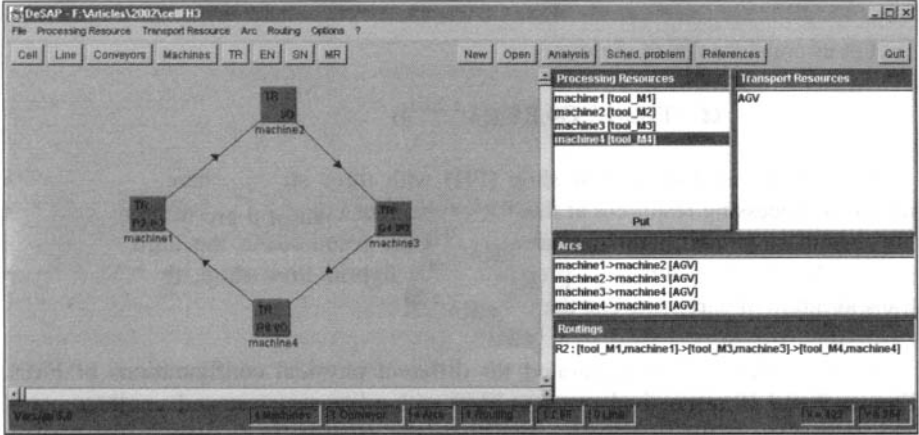 DeSAP - F:\Articles\2002\cellFH3
File Processing Resource Transport Resource Arc Routing Options ?
Cell Line Conveyors Machines TR EN SN MR New Open Analysis Sched. problem References Quit
Processing Resources Transport Resources
machine1 [tool_M1]
machine2 [tool_M2]
machine3 [tool_M3]
machine4 [tool_M4]
AGV
Put
Arcs
machine1->machine2 [AGV]
machine2->machine3 [AGV]
machine3->machine4 [AGV]
machine4->machine1 [AGV]
Routings
R2 : [tool_M1,machine1]->[tool_M3,machine3]->[tool_M4,machine4]
TR
machine2
TR
machine1
TR
machine3
TR
machine4